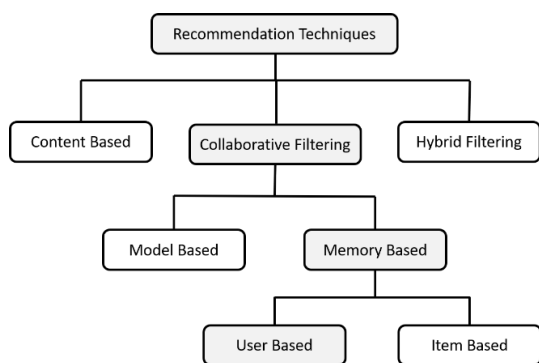 Recommendation Techniques
Content Based
Collaborative Filtering
Hybrid Filtering
Model Based
Memory Based
User Based
Item Based